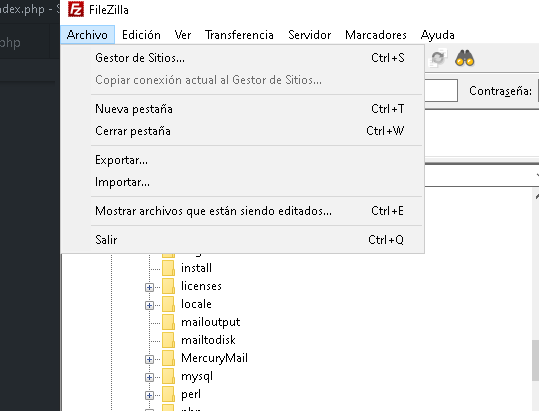 ndex.php - S
FileZilla
Archivo Edición Ver Transferencia Servidor Marcadores Ayuda
php
Gestor de Sitios... Ctrl+S
Copiar conexión actual al Gestor de Sitios...
Contraseña:
Nueva pestaña Ctrl+T
Cerrar pestaña Ctrl+W
Exportar...
Importar...
Mostrar archivos que están siendo editados... Ctrl+E
Salir Ctrl+Q
install
licenses
locale
mailoutput
mailtodisk
MercuryMail
mysql
perl
php